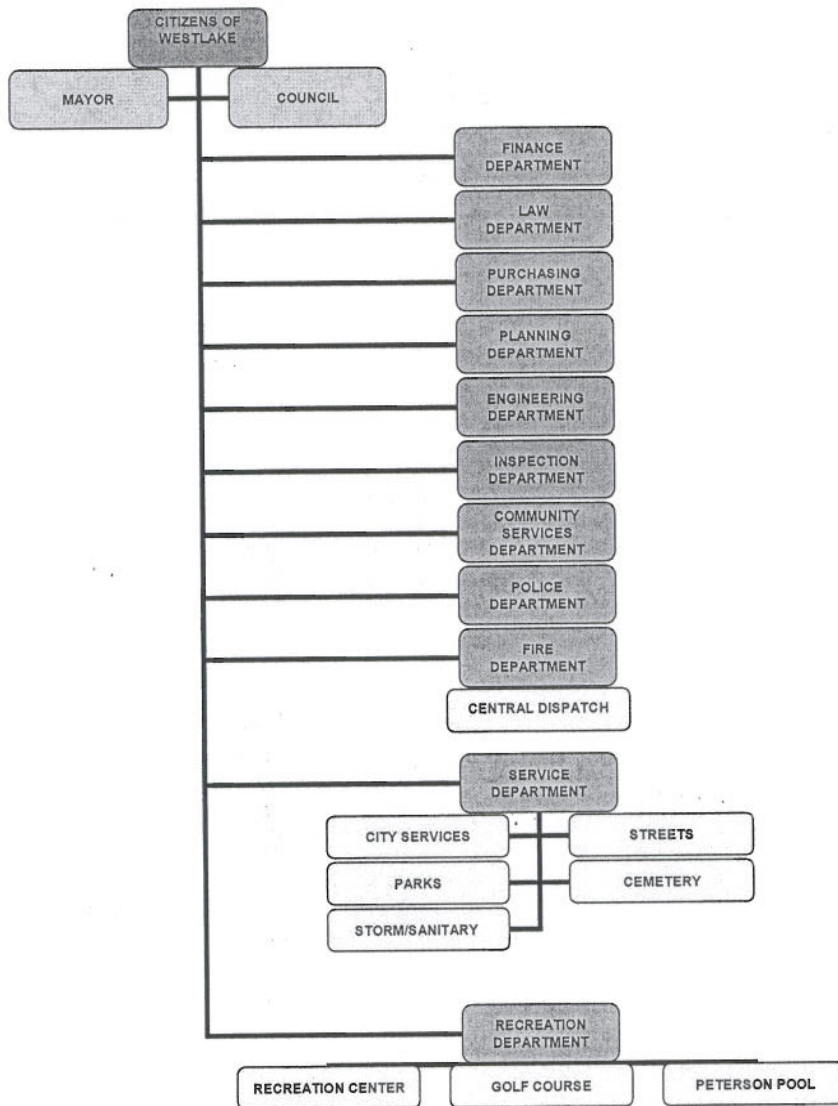 CITIZENS OF
WESTLAKE
MAYOR
COUNCIL
FINANCE
DEPARTMENT
LAW
DEPARTMENT
PURCHASING
DEPARTMENT
PLANNING
DEPARTMENT
ENGINEERING
DEPARTMENT
INSPECTION
DEPARTMENT
COMMUNITY
SERVICES
DEPARTMENT
POLICE
DEPARTMENT
FIRE
DEPARTMENT
CENTRAL DISPATCH
SERVICE
DEPARTMENT
CITY SERVICES
STREETS
PARKS
CEMETERY
STORM/SANITARY
RECREATION
DEPARTMENT
RECREATION CENTER
GOLF COURSE
PETERSON POOL